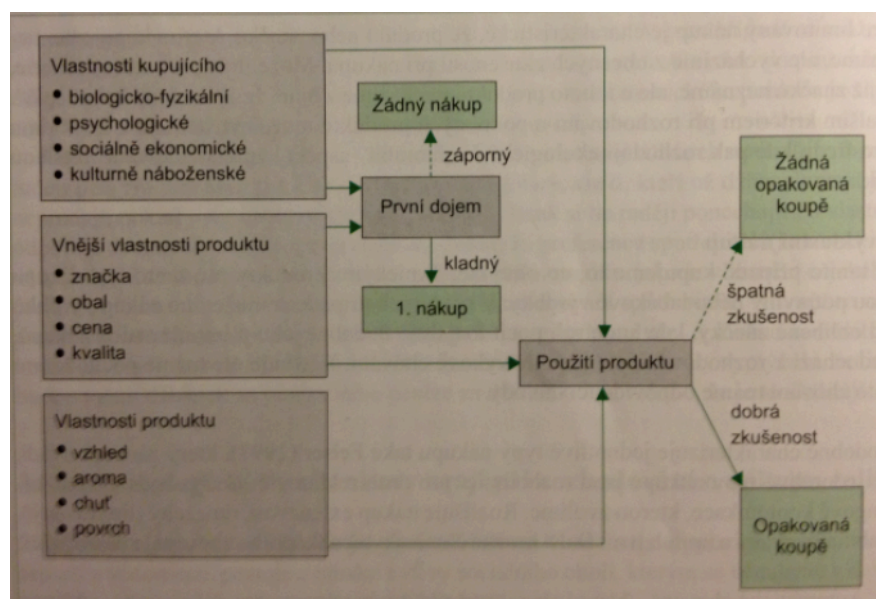 Vlastnosti kupujícího
• biologicko-fyzikální
• psychologické
• sociálně ekonomické
• kulturně náboženské
Vnější vlastnosti produktu
• značka
• obal
• cena
• kvalita
Vlastnosti produktu
• vzhled
• aroma
• chuť
• povrch
Žádný nákup
záporný
První dojem
kladný
1. nákup
Použití produktu
Žádná
opakovaná
koupě
špatná
zkušenost
dobrá
zkušenost
Opakovaná
koupě